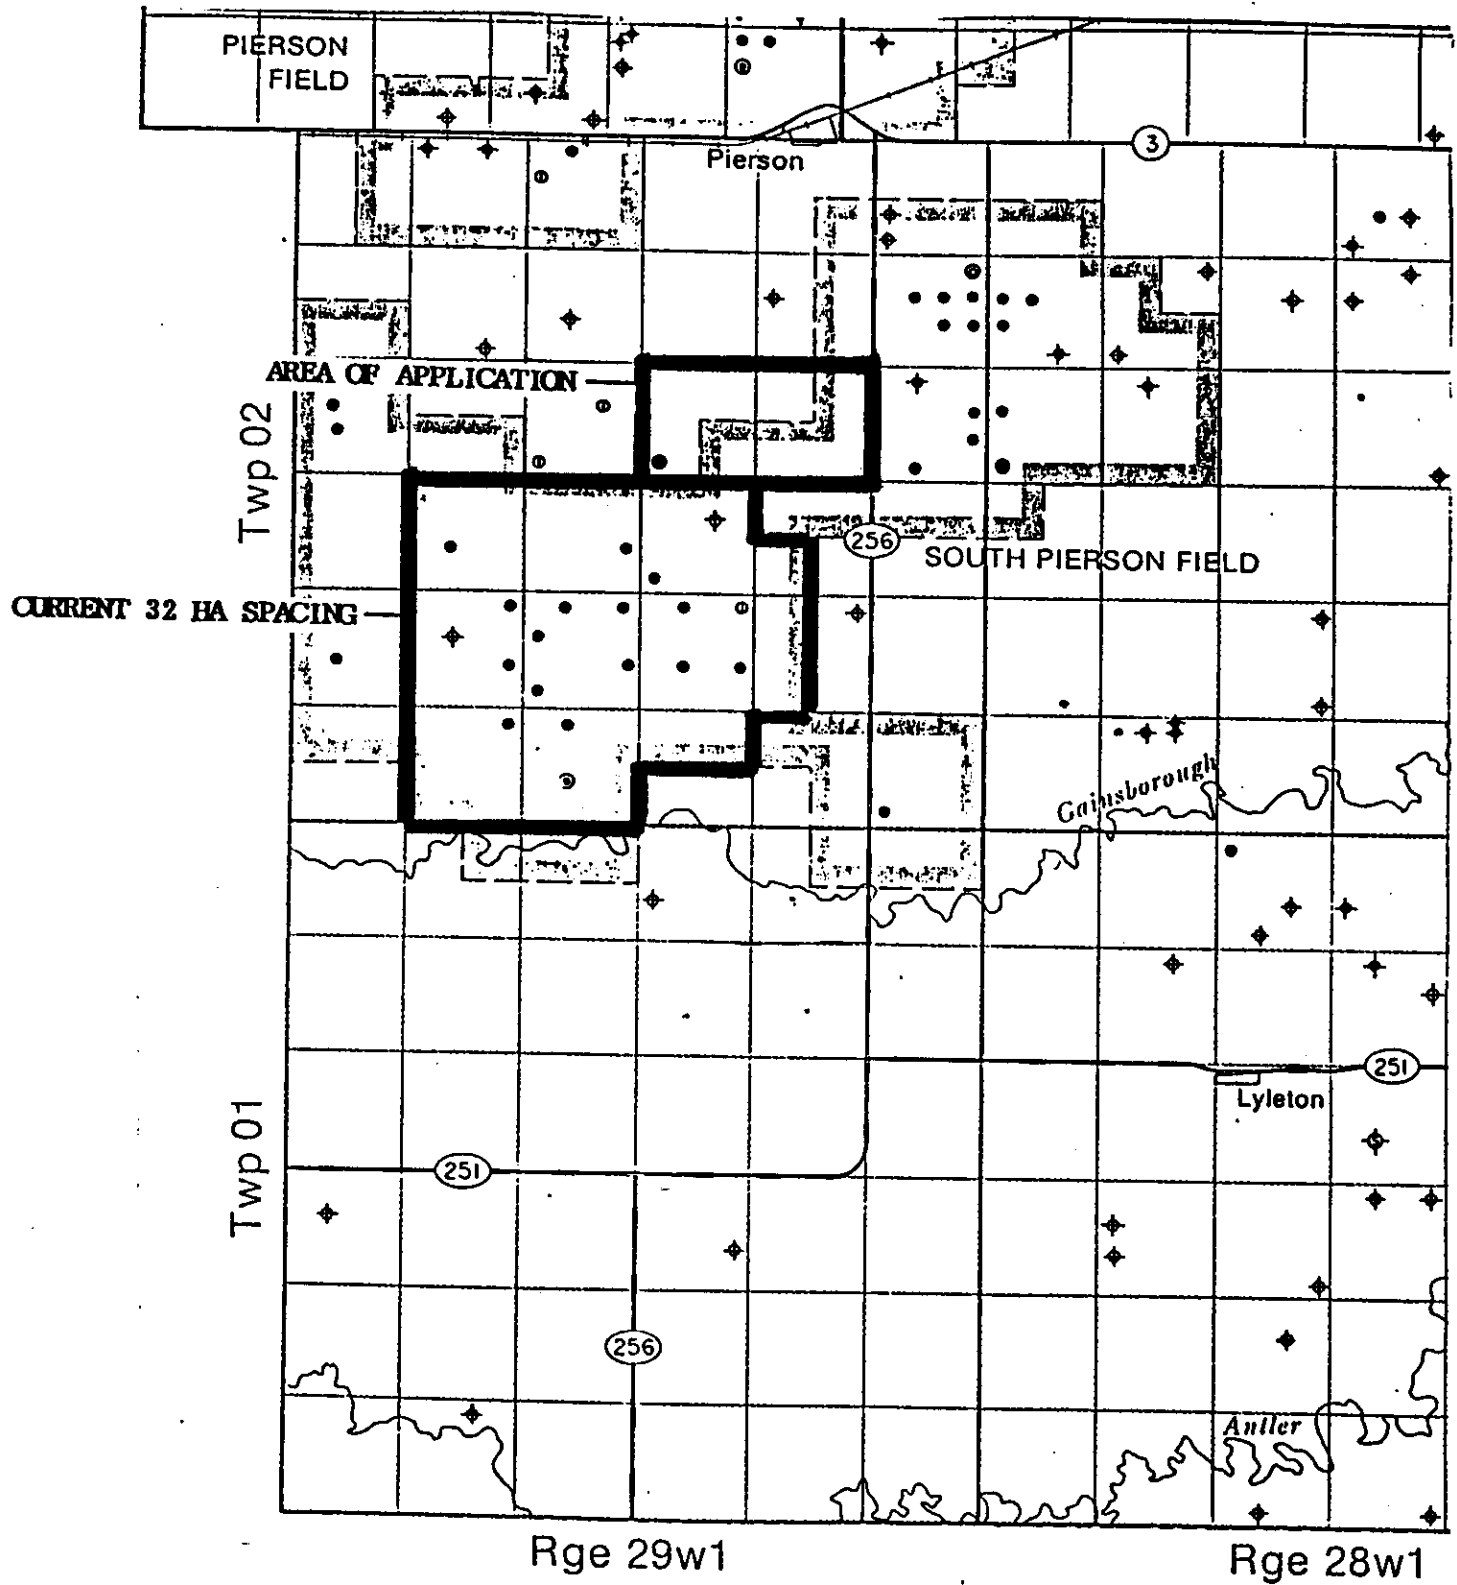 PIERSON
FIELD
3
Pierson
AREA OF APPLICATION
Twp 02
256
SOUTH PIERSON FIELD
CURRENT 32 HA SPACING
Gainsborough
251
Lyleton
Twp 01
251
256
Antler
Rge 29w1
Rge 28w1